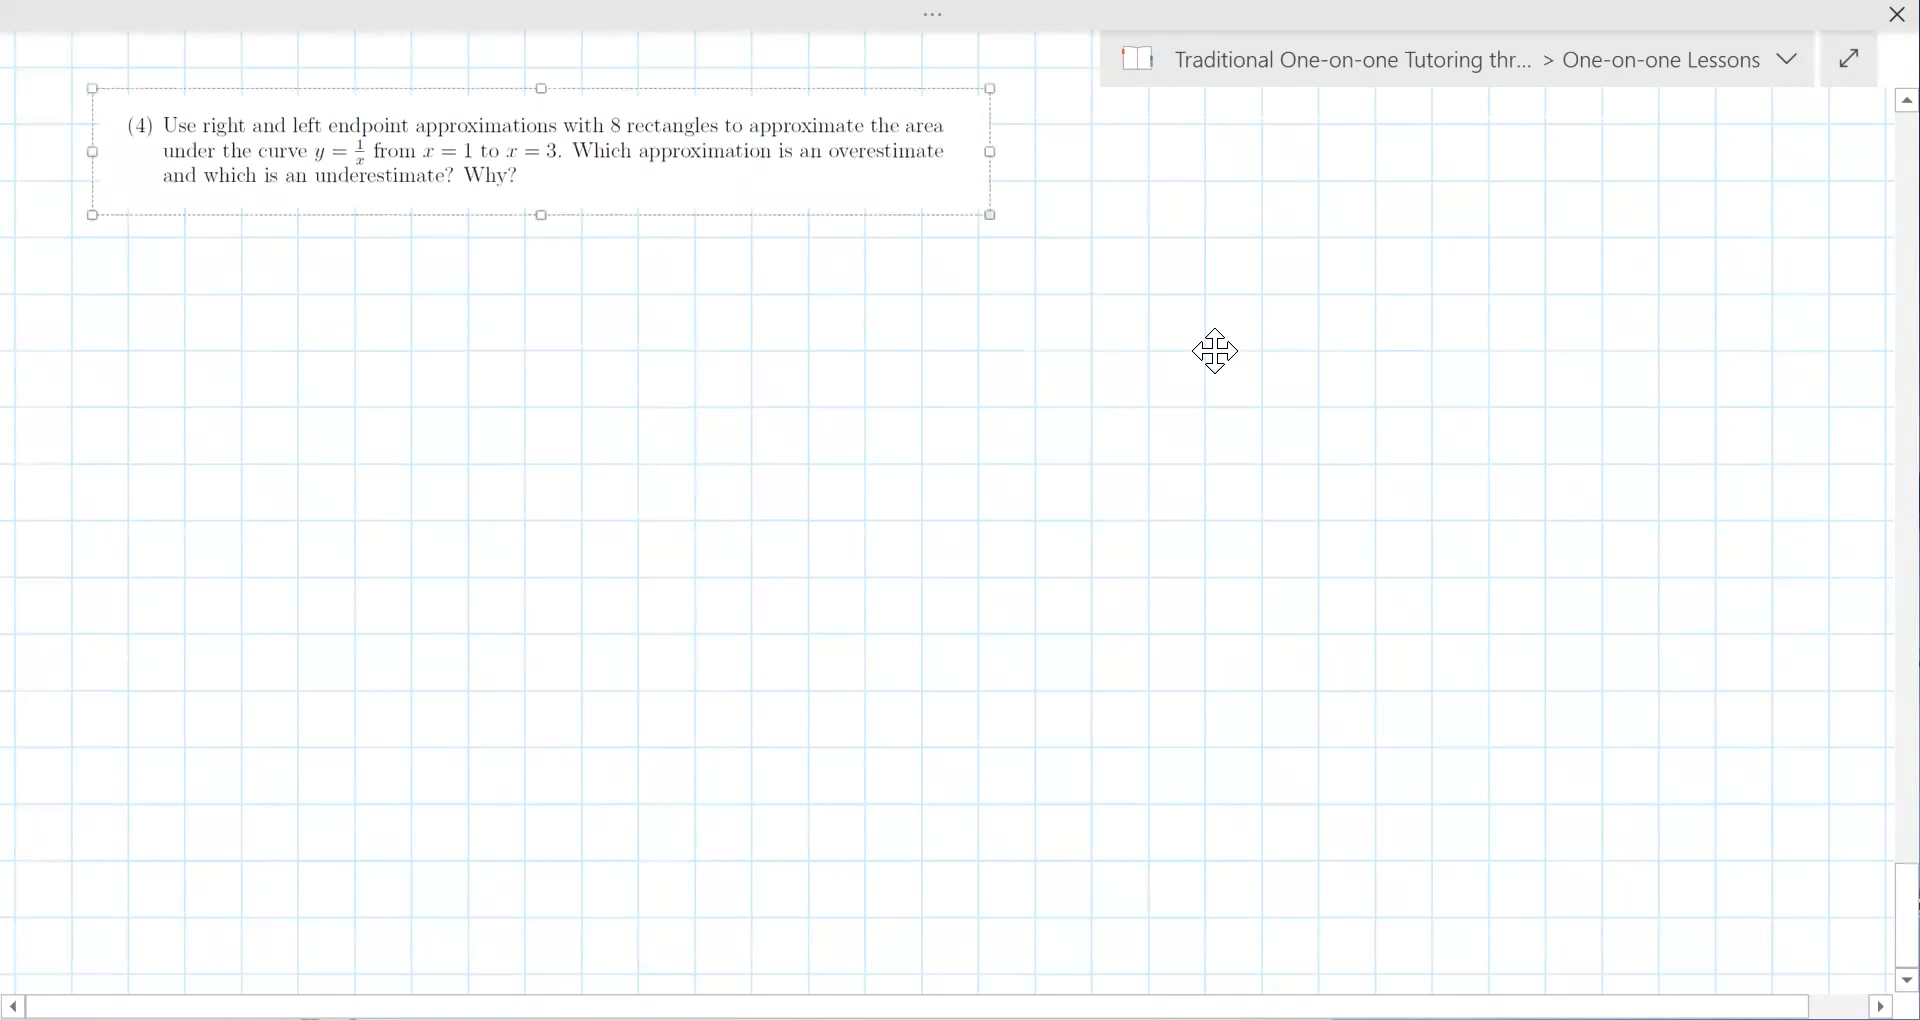 ...
Traditional One-on-one Tutoring thr... > One-on-one Lessons
(4) Use right and left endpoint approximations with 8 rectangles to approximate the area
under the curve y = 1/x from x = 1 to x = 3. Which approximation is an overestimate
and which is an underestimate? Why?